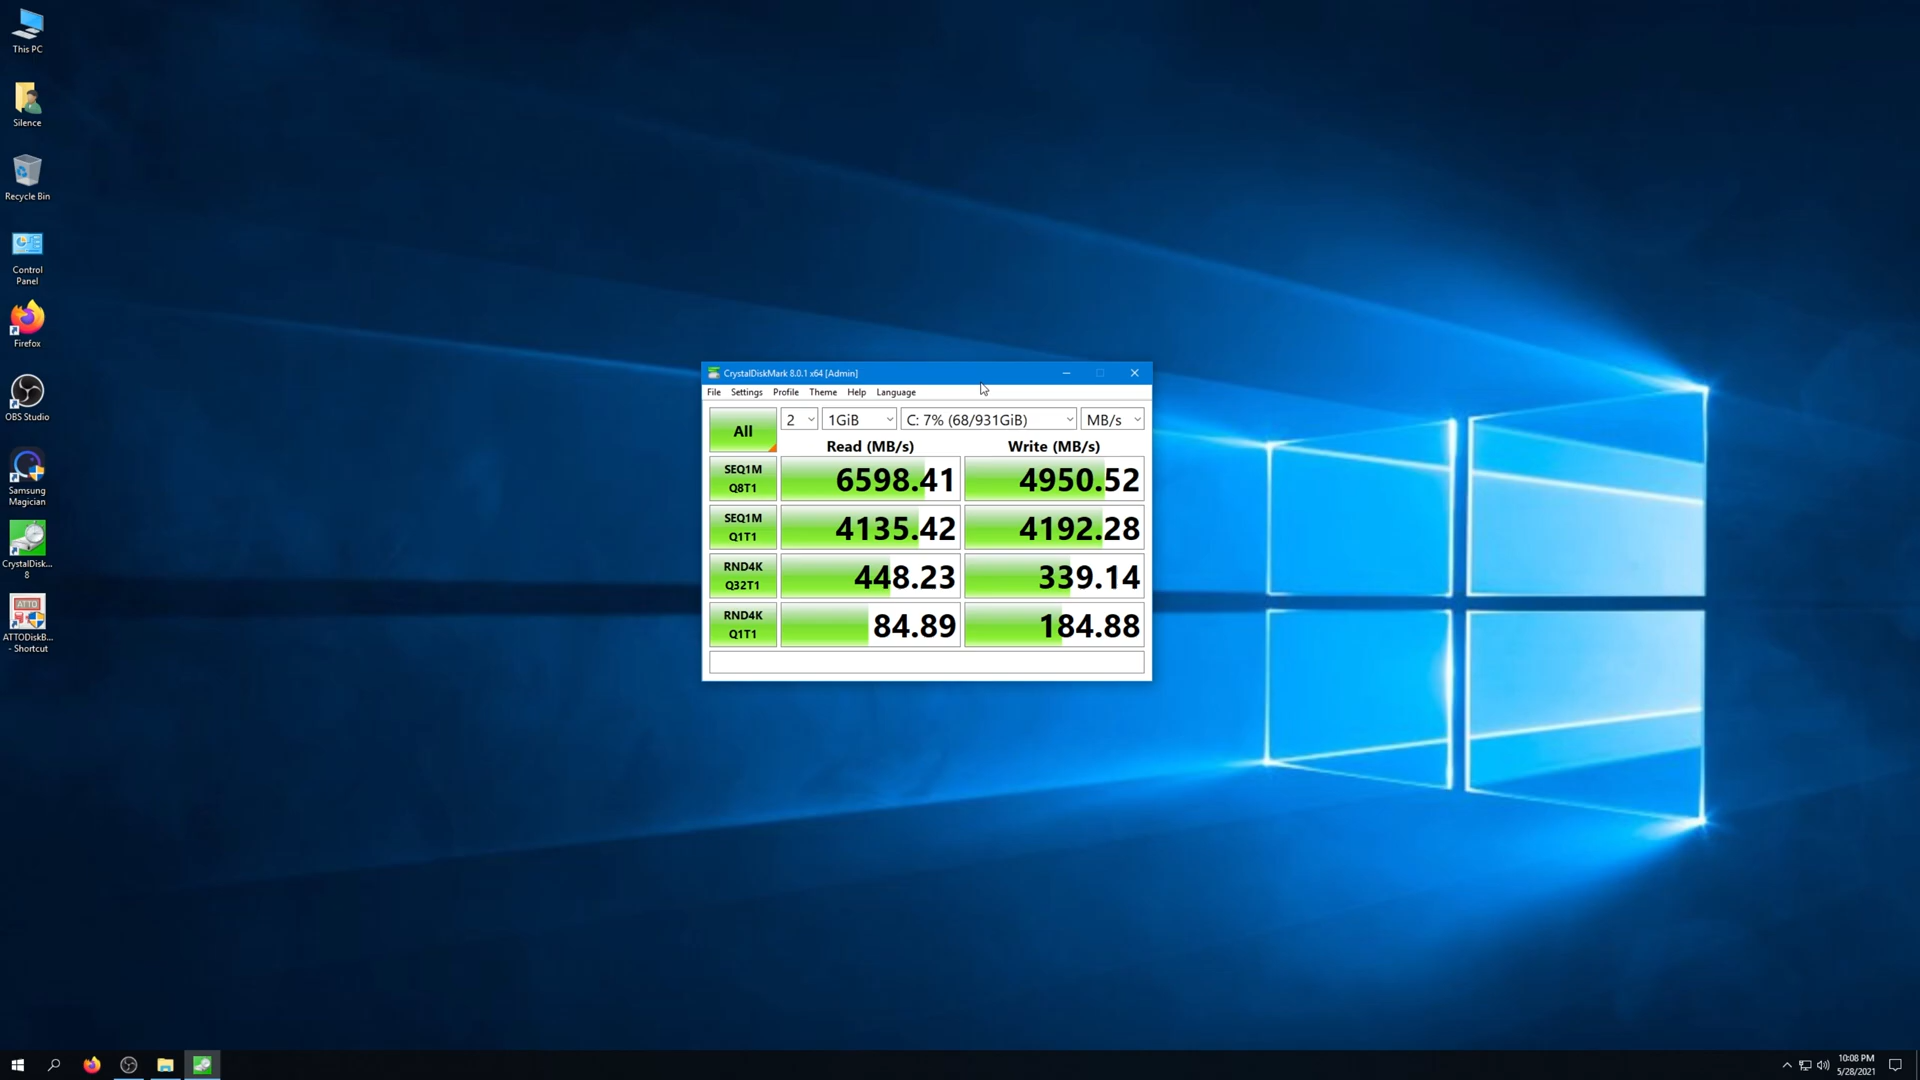 This PC
Silence
Recycle Bin
Control
Panel
Firefox
OBS Studio
Samsung
Magician
CrystalDisk...
8
ATTO
ATTODiskB...
- Shortcut
CrystalDiskMark 8.0.1 x64 [Admin]
File Settings Profile Theme Help Language
All 2 1GiB C: 7% (68/931GiB) MB/s
Read (MB/s) Write (MB/s)
SEQ1M
Q8T1 6598.41 4950.52
SEQ1M
Q1T1 4135.42 4192.28
RND4K
Q32T1 448.23 339.14
RND4K
Q1T1 84.89 184.88
10:08 PM
5/28/2021